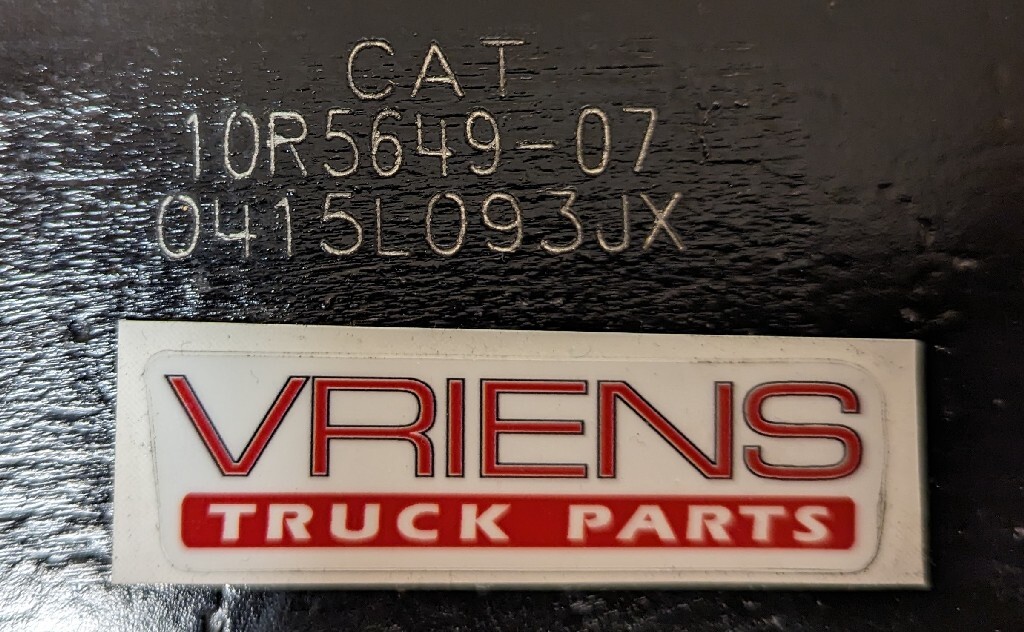 CAT
10R5649-07
0415L093JX
VRIENS
TRUCK PARTS